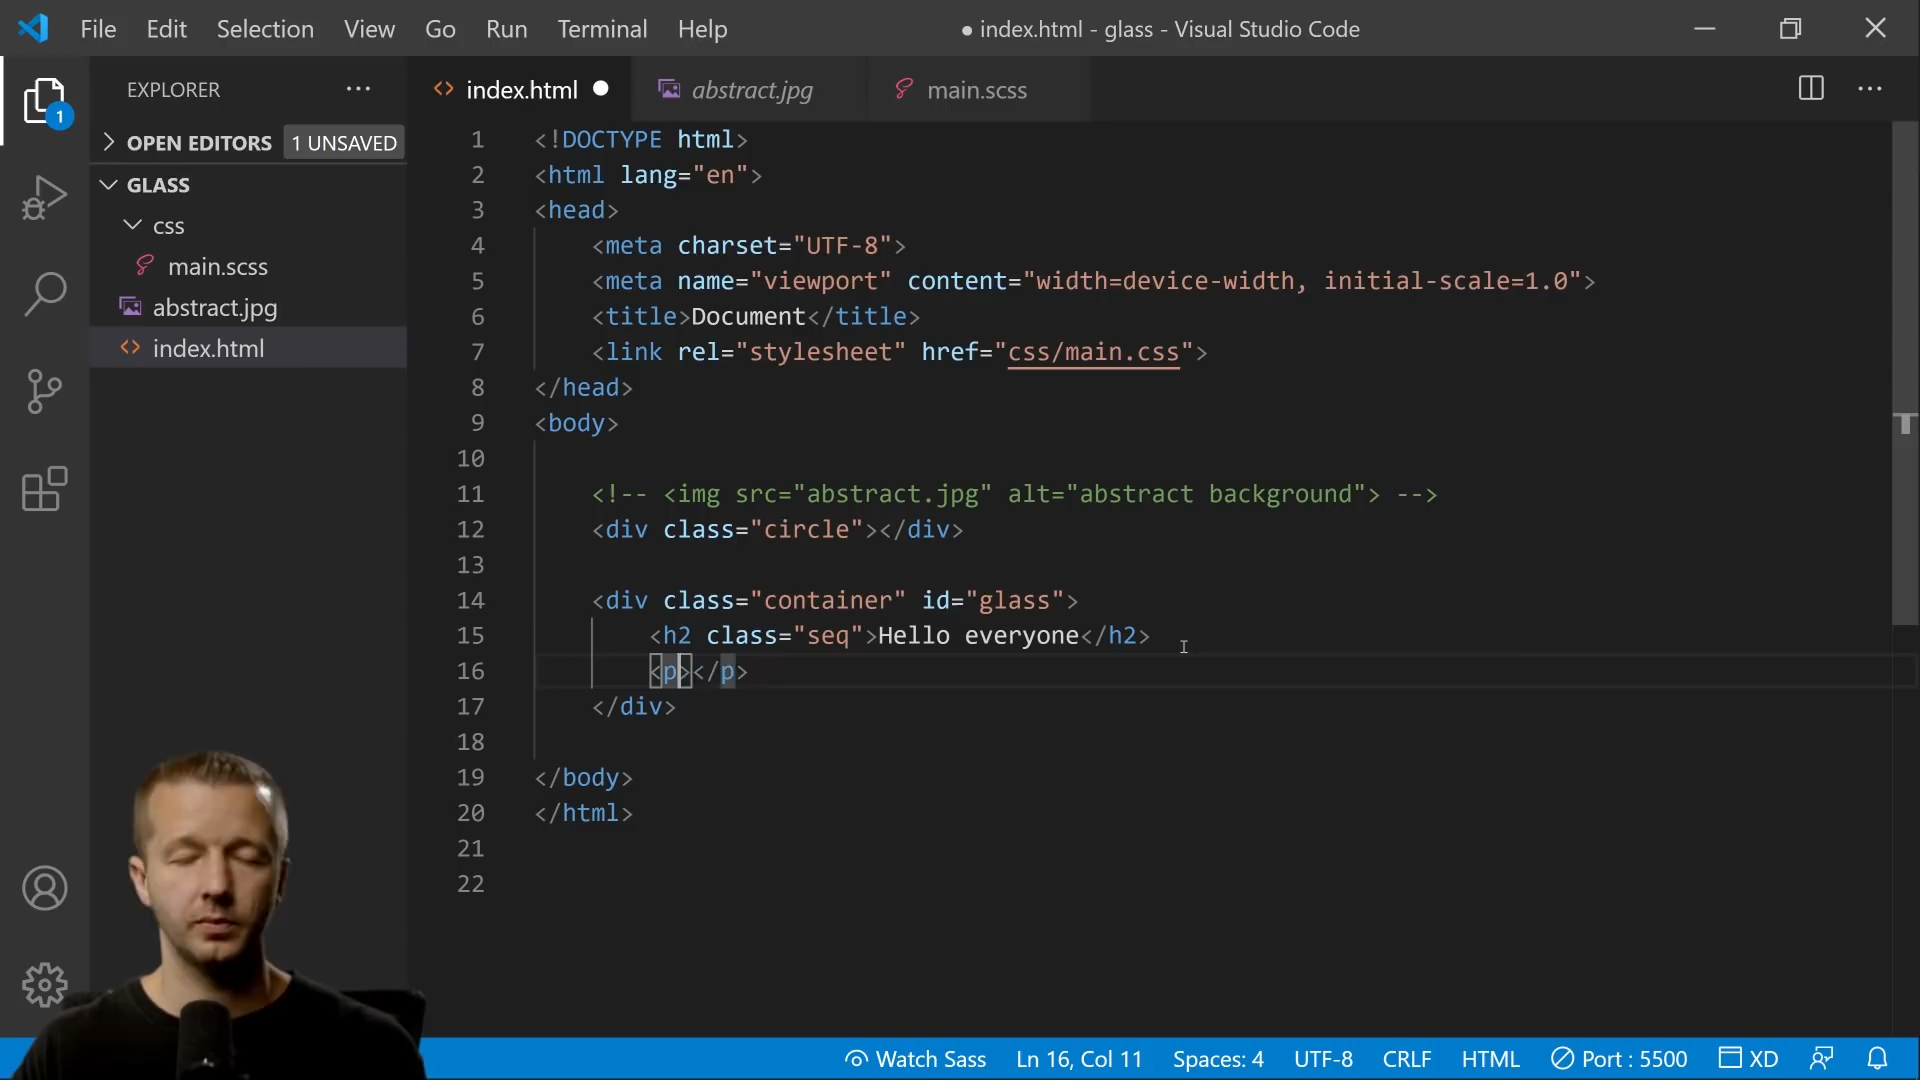 File Edit Selection View Go Run Terminal Help ● index.html - glass - Visual Studio Code
EXPLORER ··· index.html abstract.jpg main.scss ···
OPEN EDITORS 1 UNSAVED
GLASS
css
main.scss
abstract.jpg
index.html
1
1 <!DOCTYPE html>
2 <html lang="en">
3 <head>
4 <meta charset="UTF-8">
5 <meta name="viewport" content="width=device-width, initial-scale=1.0">
6 <title>Document</title>
7 <link rel="stylesheet" href="css/main.css">
8 </head>
9 <body>
10
11 <!-- <img src="abstract.jpg" alt="abstract background"> -->
12 <div class="circle"></div>
13
14 <div class="container" id="glass">
15 <h2 class="seq">Hello everyone</h2>
16 <p></p>
17 </div>
18
19 </body>
20 </html>
21
22
Watch Sass Ln 16, Col 11 Spaces: 4 UTF-8 CRLF HTML Port : 5500 XD